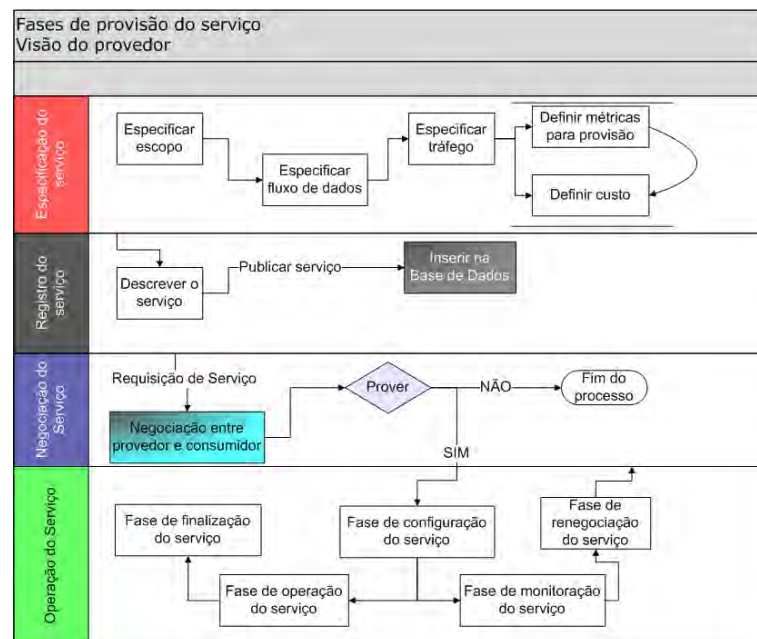 Fases de provisão do serviço
Visão do provedor
Especificação do
serviço
Especificar
escopo
Especificar
fluxo de dados
Especificar
tráfego
Definir métricas
para provisão
Definir custo
Registro do
serviço
Descrever o
serviço
Publicar serviço
Inserir na
Base de Dados
Negociação do
Serviço
Requisição de Serviço
Negociação entre
provedor e consumidor
Prover
NÃO
Fim do
processo
SIM
Operação do Serviço
Fase de finalização
do serviço
Fase de configuração
do serviço
Fase de
renegociação
do serviço
Fase de operação
do serviço
Fase de monitoração
do serviço